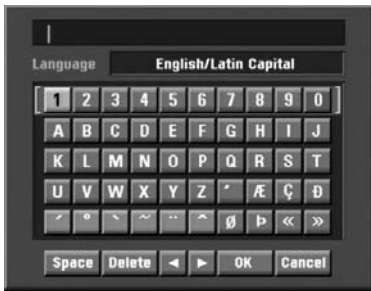 Language English/Latin Capital
1 2 3 4 5 6 7 8 9 0
A B C D E F G H I J
K L M N O P Q R S T
U V W X Y Z ´ Æ Ç Ð
´ ° ` ~ ¨ ^ Ø Þ « »
Space Delete ◄ ► OK Cancel